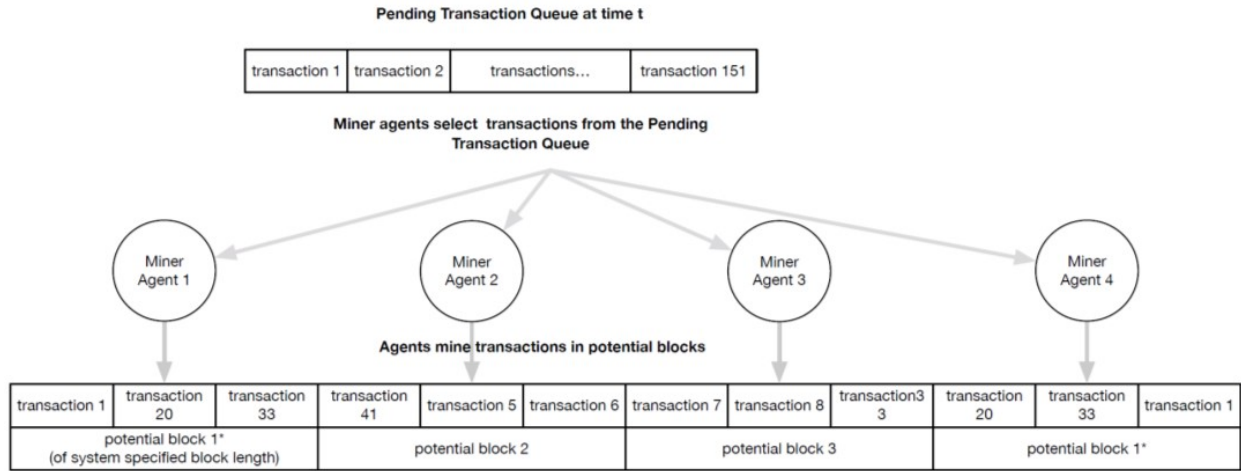 Pending Transaction Queue at time t
transaction 1 transaction 2 transactions... transaction 151
Miner agents select transactions from the Pending
Transaction Queue
Miner
Agent 1
Miner
Agent 2
Miner
Agent 3
Miner
Agent 4
Agents mine transactions in potential blocks
transaction 1
transaction
20
transaction
33
transaction
41
transaction 5
transaction 6
transaction 7
transaction 8
transaction3
3
transaction
20
transaction
33
transaction 1
potential block 1*
(of system specified block length)
potential block 2
potential block 3
potential block 1*